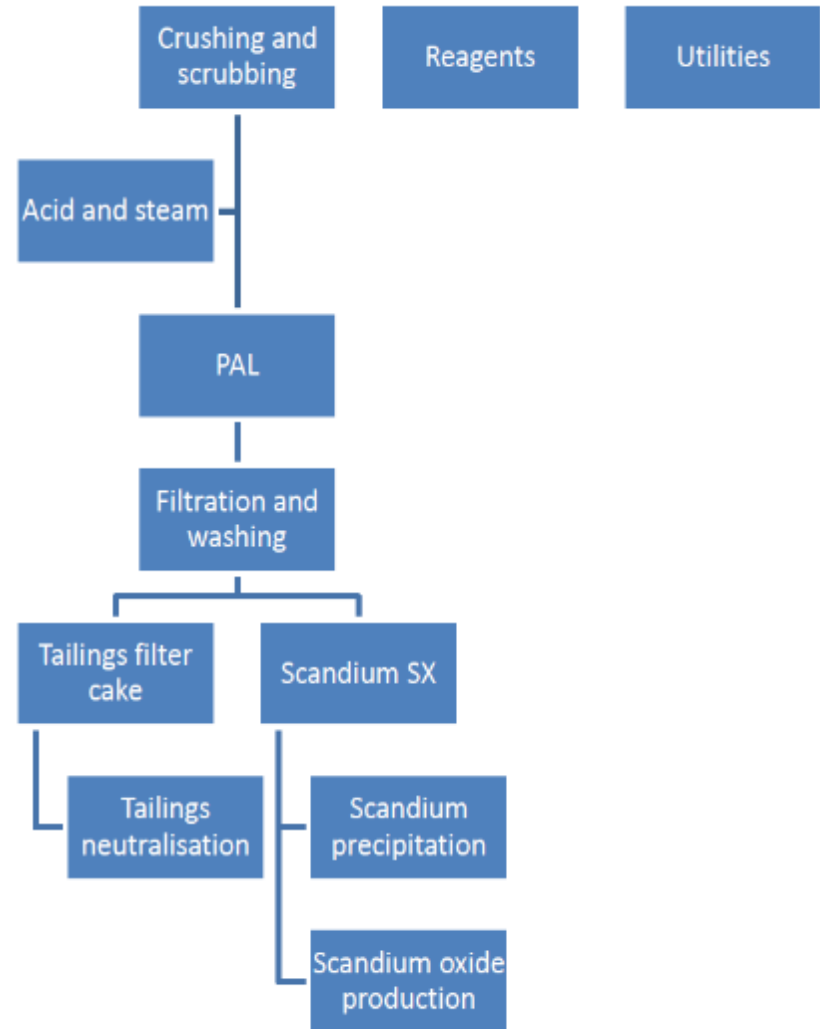 Crushing and
scrubbing
Reagents
Utilities
Acid and steam
PAL
Filtration and
washing
Tailings filter
cake
Scandium SX
Tailings
neutralisation
Scandium
precipitation
Scandium oxide
production